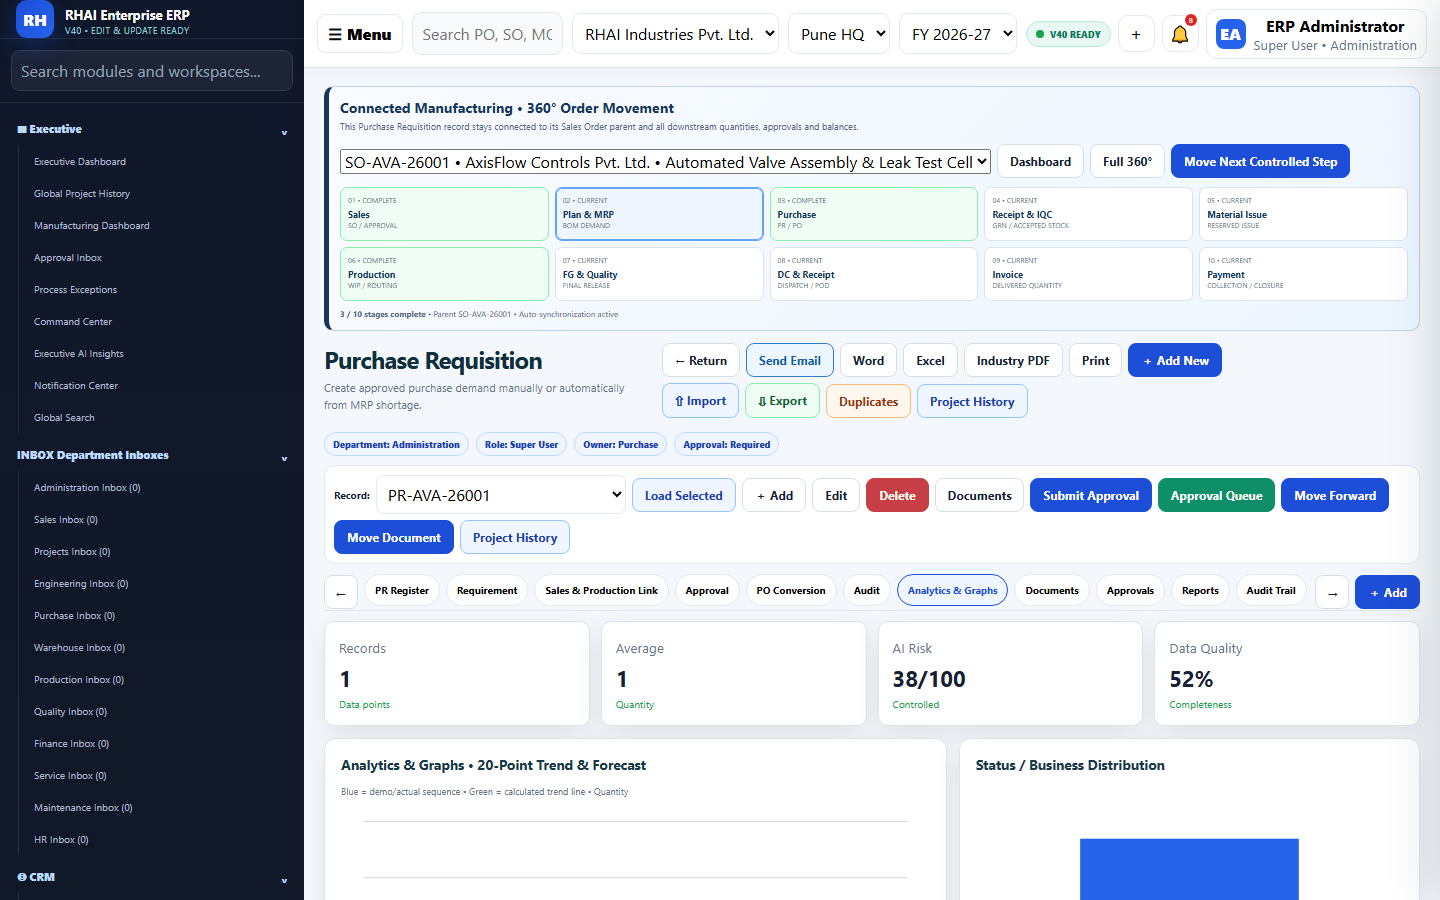 RH
RHAI Enterprise ERP
V40 • EDIT & UPDATE READY
Search modules and workspaces...
Executive
Executive Dashboard
Global Project History
Manufacturing Dashboard
Approval Inbox
Process Exceptions
Command Center
Executive AI Insights
Notification Center
Global Search
INBOX Department Inboxes
Administration Inbox (0)
Sales Inbox (0)
Projects Inbox (0)
Engineering Inbox (0)
Purchase Inbox (0)
Warehouse Inbox (0)
Production Inbox (0)
Quality Inbox (0)
Finance Inbox (0)
Service Inbox (0)
Maintenance Inbox (0)
HR Inbox (0)
CRM
☰ Menu
Search PO, SO, MO
RHAI Industries Pvt. Ltd.
Pune HQ
FY 2026-27
V40 READY
+
8
EA
ERP Administrator
Super User • Administration
Connected Manufacturing • 360° Order Movement
This Purchase Requisition record stays connected to its Sales Order parent and all downstream quantities, approvals and balances.
SO-AVA-26001 • AxisFlow Controls Pvt. Ltd. • Automated Valve Assembly & Leak Test Cell
Dashboard
Full 360°
Move Next Controlled Step
01 • COMPLETE
Sales
SO / APPROVAL
02 • CURRENT
Plan & MRP
BOM DEMAND
03 • COMPLETE
Purchase
PR / PO
04 • CURRENT
Receipt & IQC
GRN / ACCEPTED STOCK
05 • CURRENT
Material Issue
RESERVED ISSUE
06 • COMPLETE
Production
WIP / ROUTING
07 • CURRENT
FG & Quality
FINAL RELEASE
08 • CURRENT
DC & Receipt
DISPATCH / POD
09 • CURRENT
Invoice
DELIVERED QUANTITY
10 • CURRENT
Payment
COLLECTION / CLOSURE
3 / 10 stages complete • Parent SO-AVA-26001 • Auto-synchronization active
Purchase Requisition
Create approved purchase demand manually or automatically
from MRP shortage.
← Return
Send Email
Word
Excel
Industry PDF
Print
+ Add New
⇧ Import
⇩ Export
Duplicates
Project History
Department: Administration
Role: Super User
Owner: Purchase
Approval: Required
Record:
PR-AVA-26001
Load Selected
+ Add
Edit
Delete
Documents
Submit Approval
Approval Queue
Move Forward
Move Document
Project History
←
PR Register
Requirement
Sales & Production Link
Approval
PO Conversion
Audit
Analytics & Graphs
Documents
Approvals
Reports
Audit Trail
→
+ Add
Records
1
Data points
Average
1
Quantity
AI Risk
38/100
Controlled
Data Quality
52%
Completeness
Analytics & Graphs • 20-Point Trend & Forecast
Blue = demo/actual sequence • Green = calculated trend line • Quantity
Status / Business Distribution